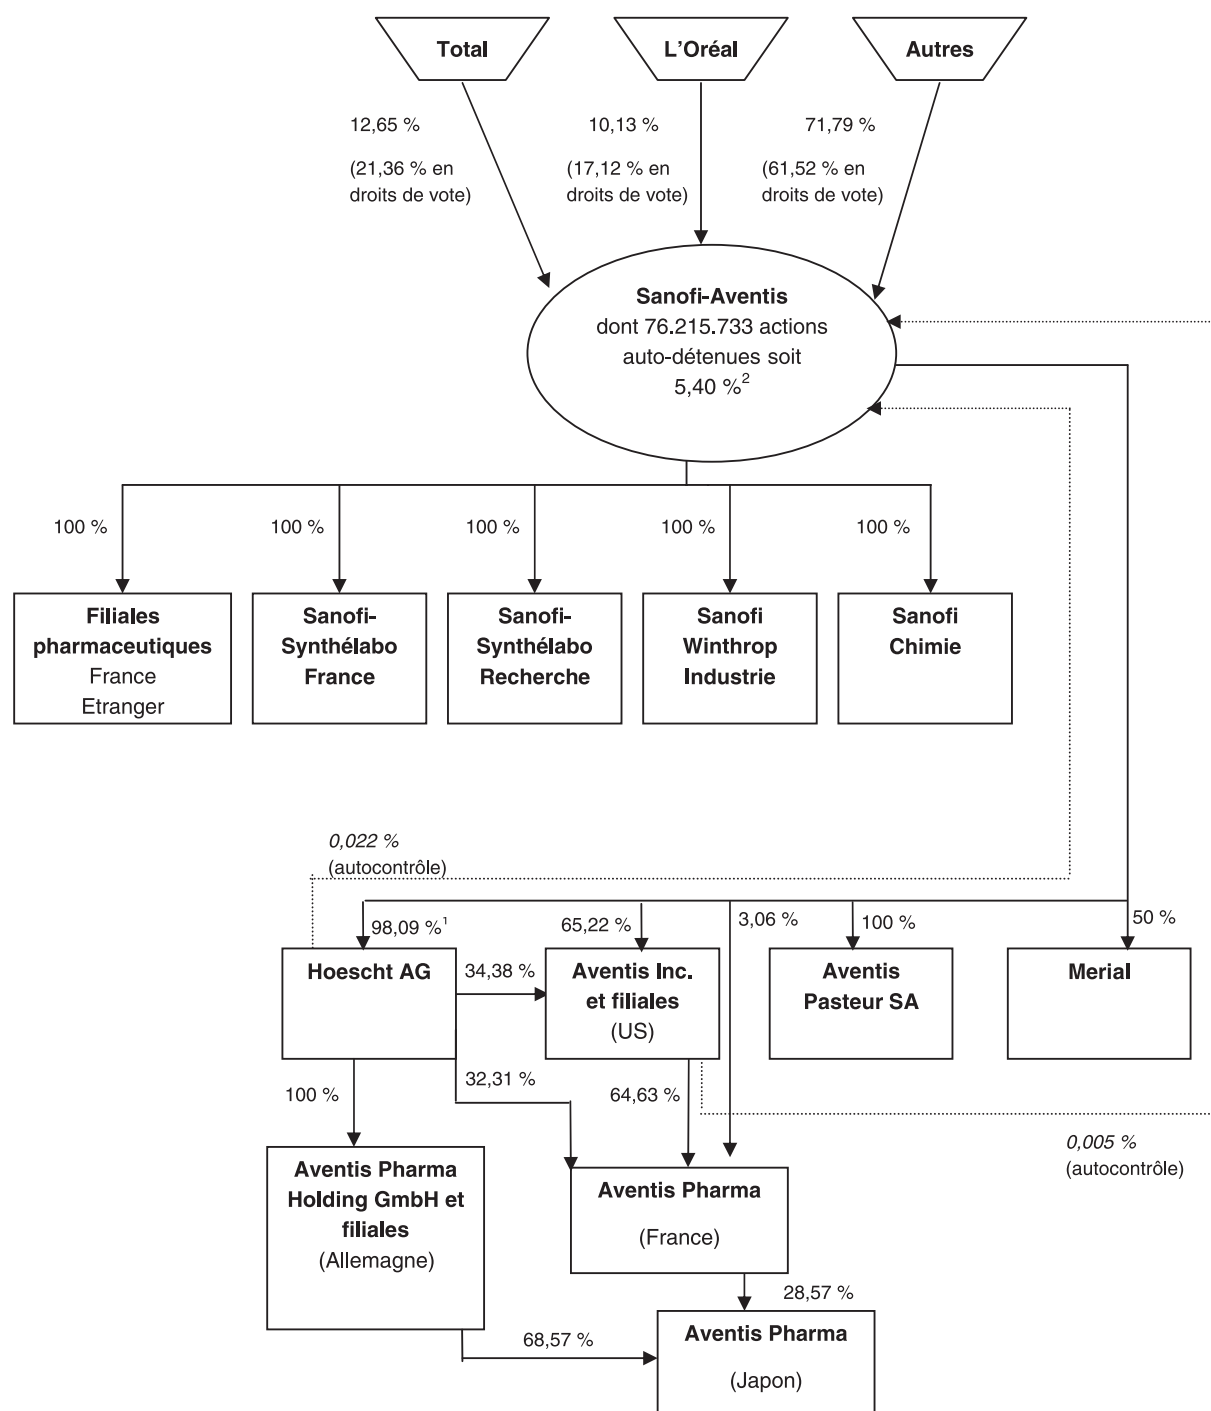 Total
L’Oréal
Autres
12,65 %
10,13 %
71,79 %
(21,36 % en
droits de vote)
(17,12 % en
droits de vote)
(61,52 % en
droits de vote)
Sanofi-Aventis
dont 76.215.733 actions
auto-détenues soit
5,40 %²
100 %
100 %
100 %
100 %
100 %
Filiales
pharmaceutiques
France
Etranger
Sanofi-
Synthélabo
France
Sanofi-
Synthélabo
Recherche
Sanofi
Winthrop
Industrie
Sanofi
Chimie
0,022 %
(autocontrôle)
98,09 %¹
65,22 %
3,06 %
100 %
50 %
Hoescht AG
34,38 %
Aventis Inc.
et filiales
(US)
Aventis
Pasteur SA
Merial
100 %
32,31 %
64,63 %
0,005 %
(autocontrôle)
Aventis Pharma
Holding GmbH et
filiales
(Allemagne)
Aventis Pharma
(France)
28,57 %
68,57 %
Aventis Pharma
(Japon)